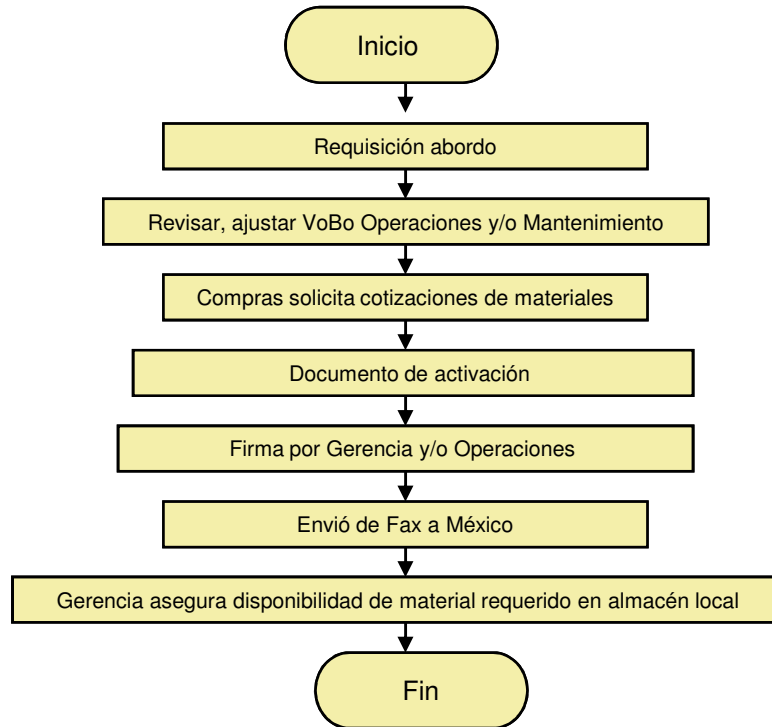 Inicio
Requisición abordo
Revisar, ajustar VoBo Operaciones y/o Mantenimiento
Compras solicita cotizaciones de materiales
Documento de activación
Firma por Gerencia y/o Operaciones
Envió de Fax a México
Gerencia asegura disponibilidad de material requerido en almacén local
Fin